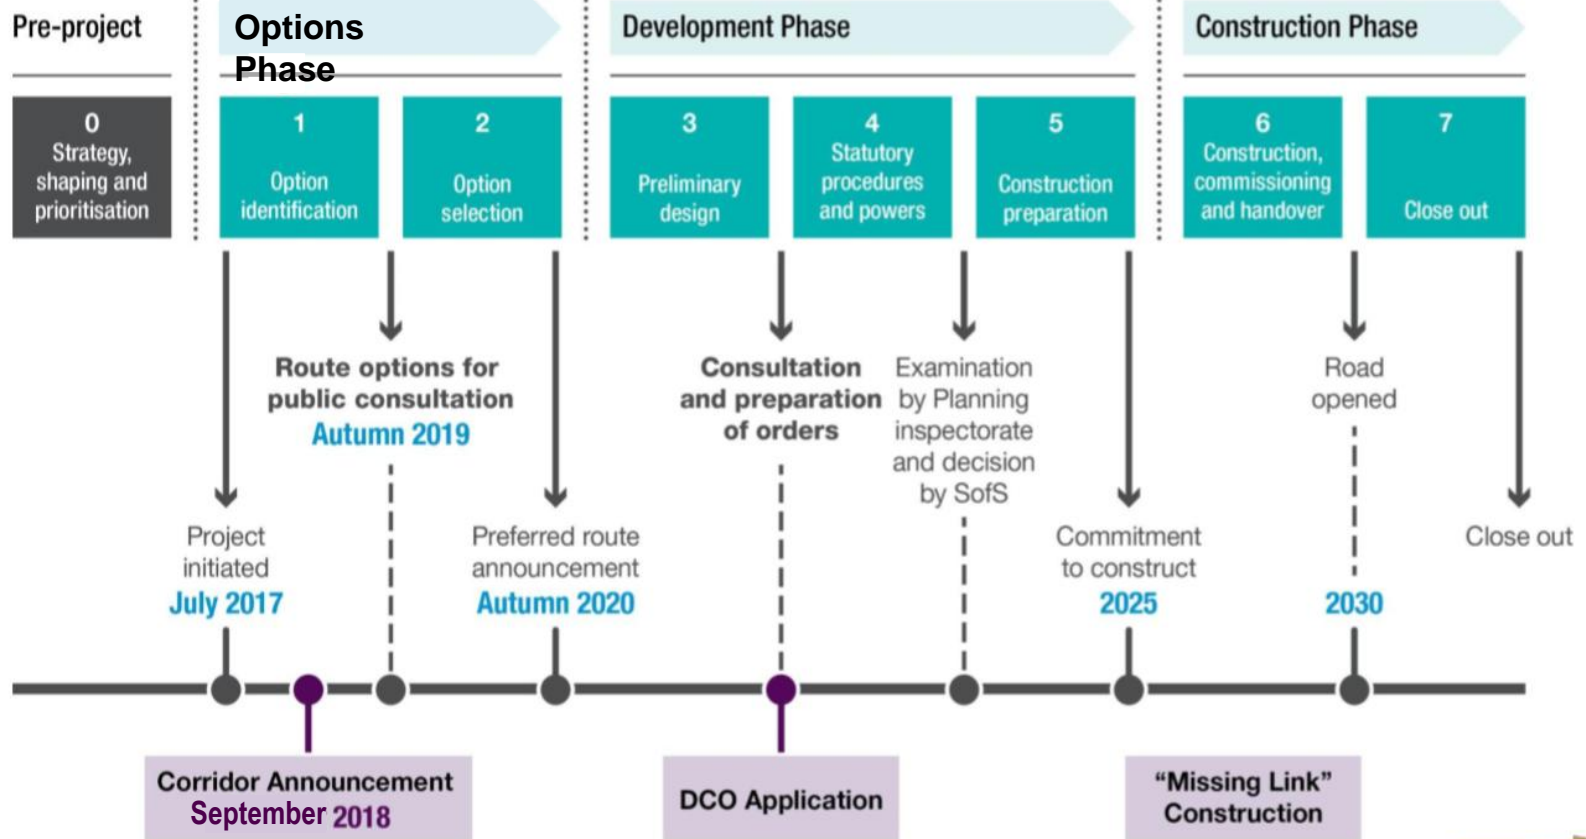 Pre-project
Options
Phase
Development Phase
Construction Phase
0
Strategy,
shaping and
prioritisation
1
Option
identification
2
Option
selection
3
Preliminary
design
4
Statutory
procedures
and powers
5
Construction
preparation
6
Construction,
commissioning
and handover
7
Close out
Route options for
public consultation
Autumn 2019
Consultation
and preparation
of orders
Examination
by Planning
inspectorate
and decision
by SofS
Road
opened
Project
initiated
July 2017
Preferred route
announcement
Autumn 2020
Commitment
to construct
2025
2030
Close out
Corridor Announcement
September 2018
DCO Application
“Missing Link”
Construction